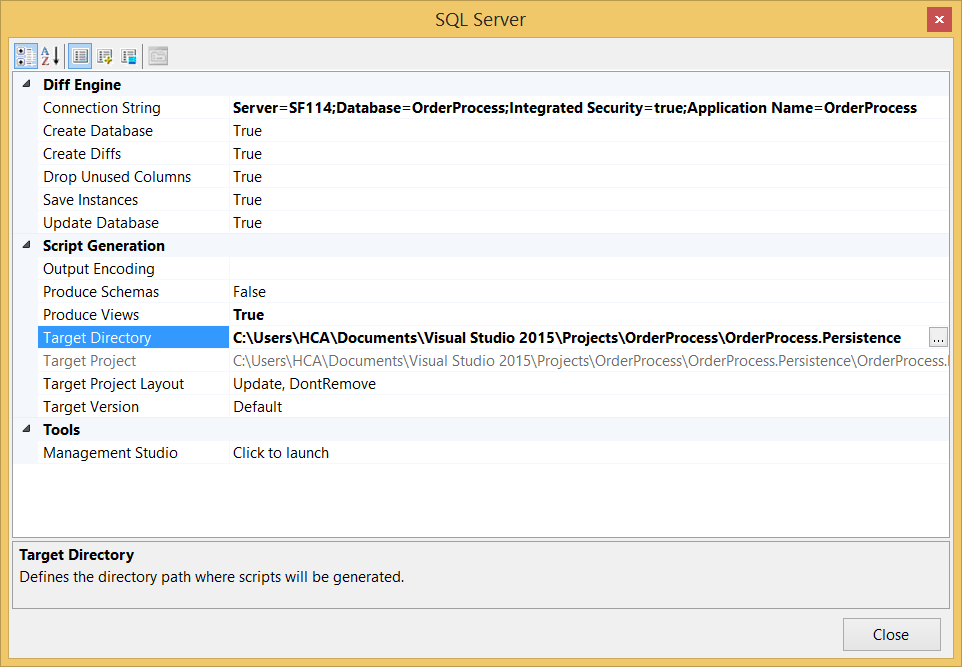 SQL Server
Diff Engine
Connection String Server=SF114;Database=OrderProcess;Integrated Security=true;Application Name=OrderProcess
Create Database True
Create Diffs True
Drop Unused Columns True
Save Instances True
Update Database True
Script Generation
Output Encoding
Produce Schemas False
Produce Views True
Target Directory C:\Users\HCA\Documents\Visual Studio 2015\Projects\OrderProcess\OrderProcess.Persistence ...
Target Project C:\Users\HCA\Documents\Visual Studio 2015\Projects\OrderProcess\OrderProcess.Persistence\OrderProcess.
Target Project Layout Update, DontRemove
Target Version Default
Tools
Management Studio Click to launch
Target Directory
Defines the directory path where scripts will be generated.
Close